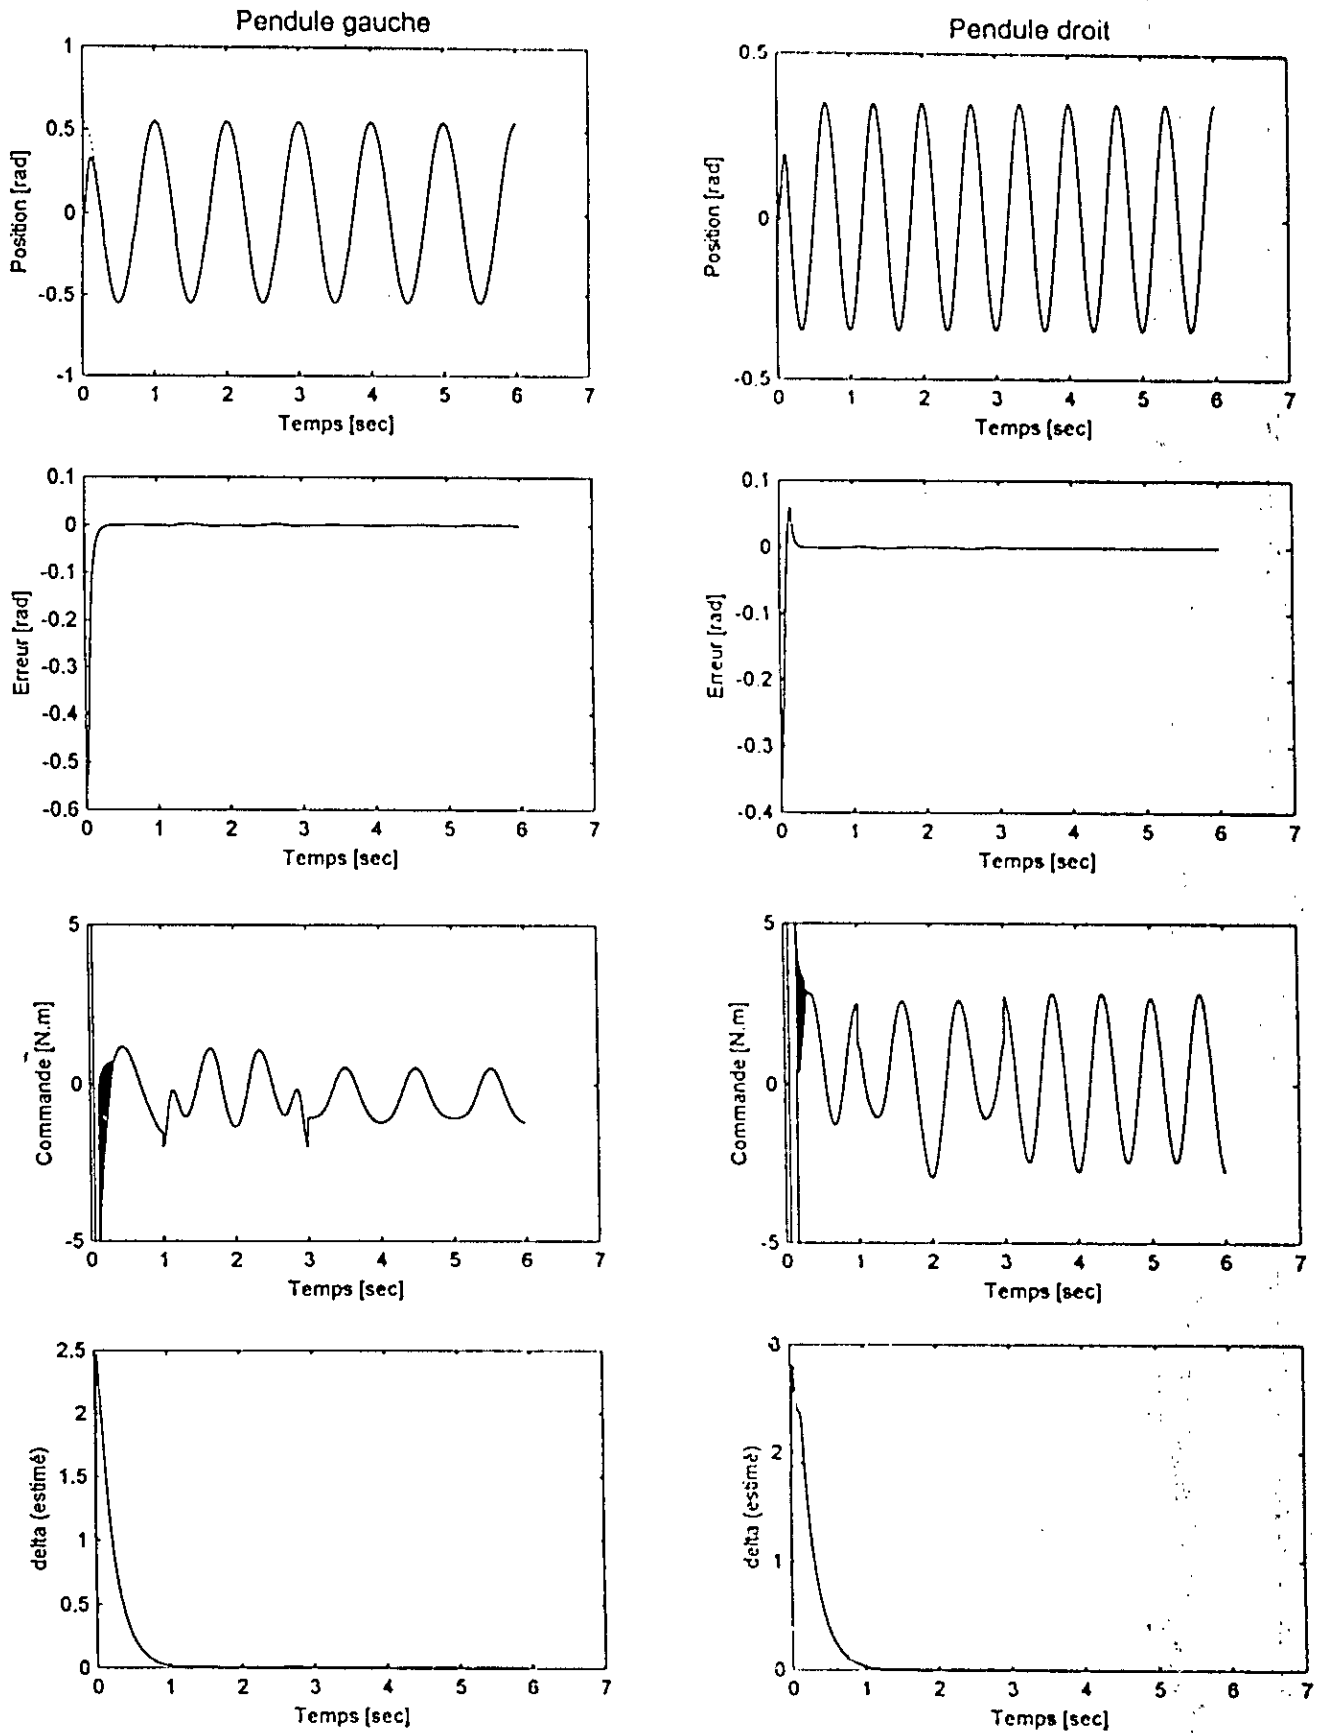 Pendule gauche
1
0.5
0
-0.5
-1
Position [rad]
0 1 2 3 4 5 6 7
Temps [sec]
Pendule droit
0.5
0
-0.5
Position [rad]
0 1 2 3 4 5 6 7
Temps [sec]
0.1
0
-0.1
-0.2
-0.3
-0.4
-0.5
-0.6
Erreur [rad]
0 1 2 3 4 5 6 7
Temps [sec]
0.1
0
-0.1
-0.2
-0.3
-0.4
Erreur [rad]
0 1 2 3 4 5 6 7
Temps [sec]
5
0
-5
Commande [N.m]
0 1 2 3 4 5 6 7
Temps [sec]
5
0
-5
Commande [N.m]
0 1 2 3 4 5 6 7
Temps [sec]
2.5
2
1.5
1
0.5
0
delta (estimé)
0 1 2 3 4 5 6 7
Temps [sec]
3
2
1
0
delta (estimé)
0 1 2 3 4 5 6 7
Temps [sec]